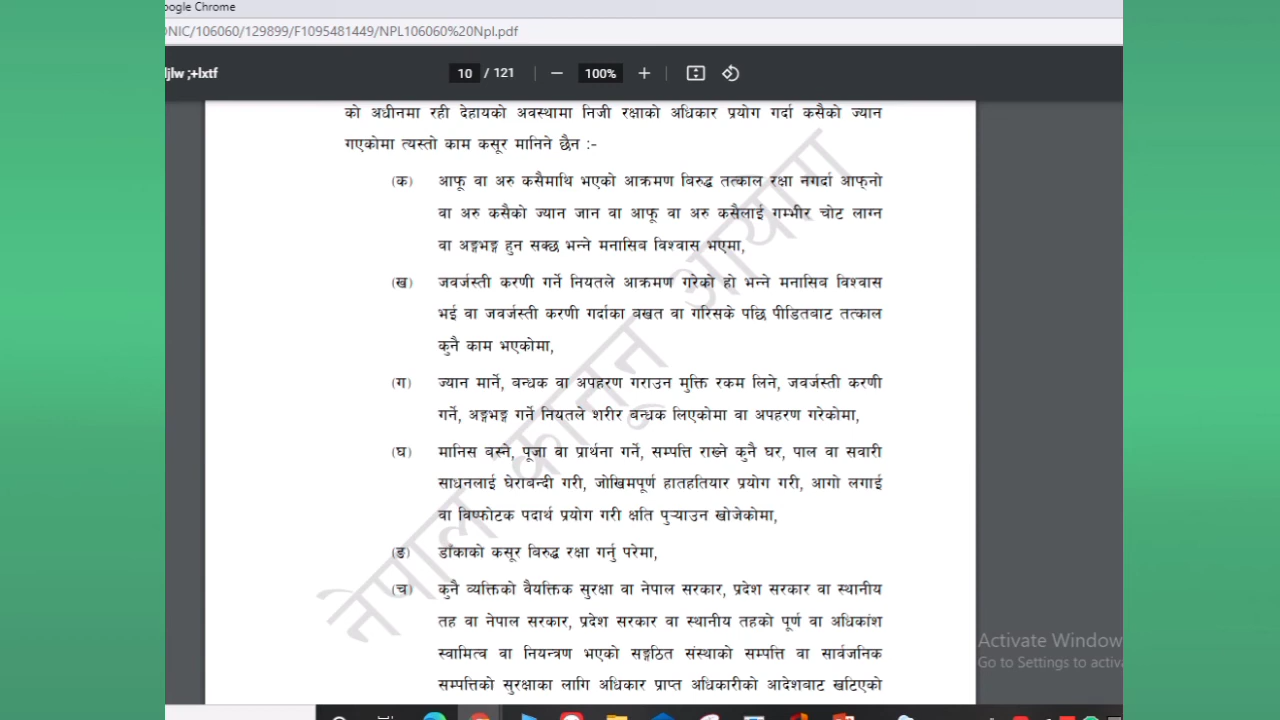 oogle Chrome
ONIC/106060/129899/F1095481449/NPL106060%20Npl.pdf
ljlw ;+lxtf 10 / 121 100%
को अधीनमा रही देहायको अवस्थामा निजी रक्षाको अधिकार प्रयोग गर्दा कसैको ज्यान
गएकोमा त्यस्तो काम कसूर मानिने छैन :-
(क) आफू वा अरु कसैमाथि भएको आक्रमण बिरुद्ध तत्काल रक्षा नगर्दा आफ्‌नो
वा अरु कसैको ज्यान जान वा आफू वा अरु कसैलाई गम्भीर चोट लाग्न
वा अङ्गभङ्ग हुन सक्छ भन्ने मनासिब विश्वास भएमा,
(ख) जवर्जस्ती करणी गर्ने नियतले आक्रमण गरेको हो भन्ने मनासिब विश्वास
भई वा जवर्जस्ती करणी गर्दाका बखत वा गरिसके पछि पीडितबाट तत्काल
कुनै काम भएकोमा,
(ग) ज्यान मार्ने, बन्धक वा अपहरण गराउन मुक्ति रकम लिने, जवर्जस्ती करणी
गर्ने, अङ्गभङ्ग गर्ने नियतले शरीर बन्धक लिएकोमा वा अपहरण गरेकोमा,
(घ) मानिस बस्ने, पूजा वा प्रार्थना गर्ने, सम्पत्ति राख्ने कुनै घर, पाल वा सवारी
साधनलाई घेराबन्दी गरी, जोखिमपूर्ण हातहतियार प्रयोग गरी, आगो लगाई
वा विष्फोटक पदार्थ प्रयोग गरी क्षति पुर्‍याउन खोजेकोमा,
(ङ) डाँकाको कसूर बिरुद्ध रक्षा गर्नु परेमा,
(च) कुनै व्यक्तिको वैयक्तिक सुरक्षा वा नेपाल सरकार, प्रदेश सरकार वा स्थानीय
तह वा नेपाल सरकार, प्रदेश सरकार वा स्थानीय तहको पूर्ण वा अधिकांश
स्वामित्व वा नियन्त्रण भएको सङ्गठित संस्थाको सम्पत्ति वा सार्वजनिक
सम्पत्तिको सुरक्षाका लागि अधिकार प्राप्त अधिकारीको आदेशबाट खटिएको
नेपाल कानून आयोग
Activate Window
Go to Settings to activa